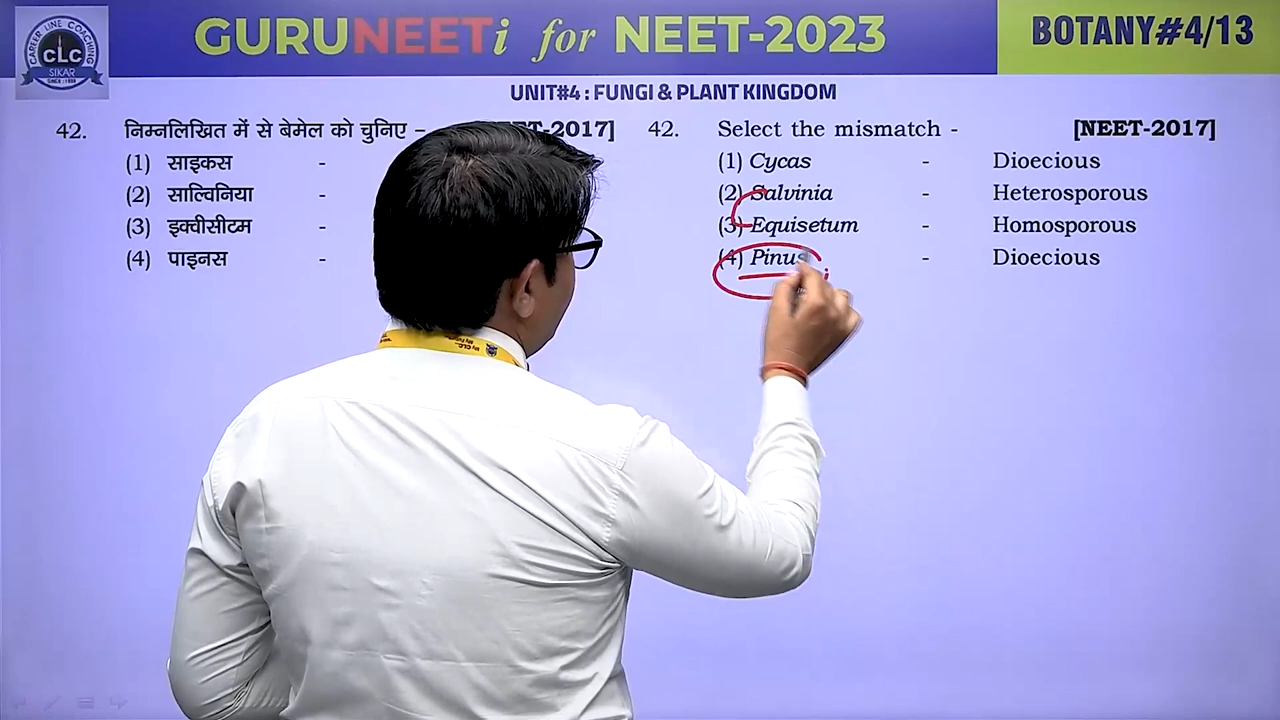 CAREER LINE COACHING
CLC
SIKAR
SINCE : 1996
GURUNEETi for NEET-2023
BOTANY#4/13
UNIT#4 : FUNGI & PLANT KINGDOM
42. निम्नलिखित में से बेमेल को चुनिए –
(1) साइकस -
(2) साल्विनिया -
(3) इक्वीसीटम -
(4) पाइनस -
42. Select the mismatch - [NEET-2017]
(1) Cycas - Dioecious
(2) Salvinia - Heterosporous
(3) Equisetum - Homosporous
(4) Pinus - Dioecious